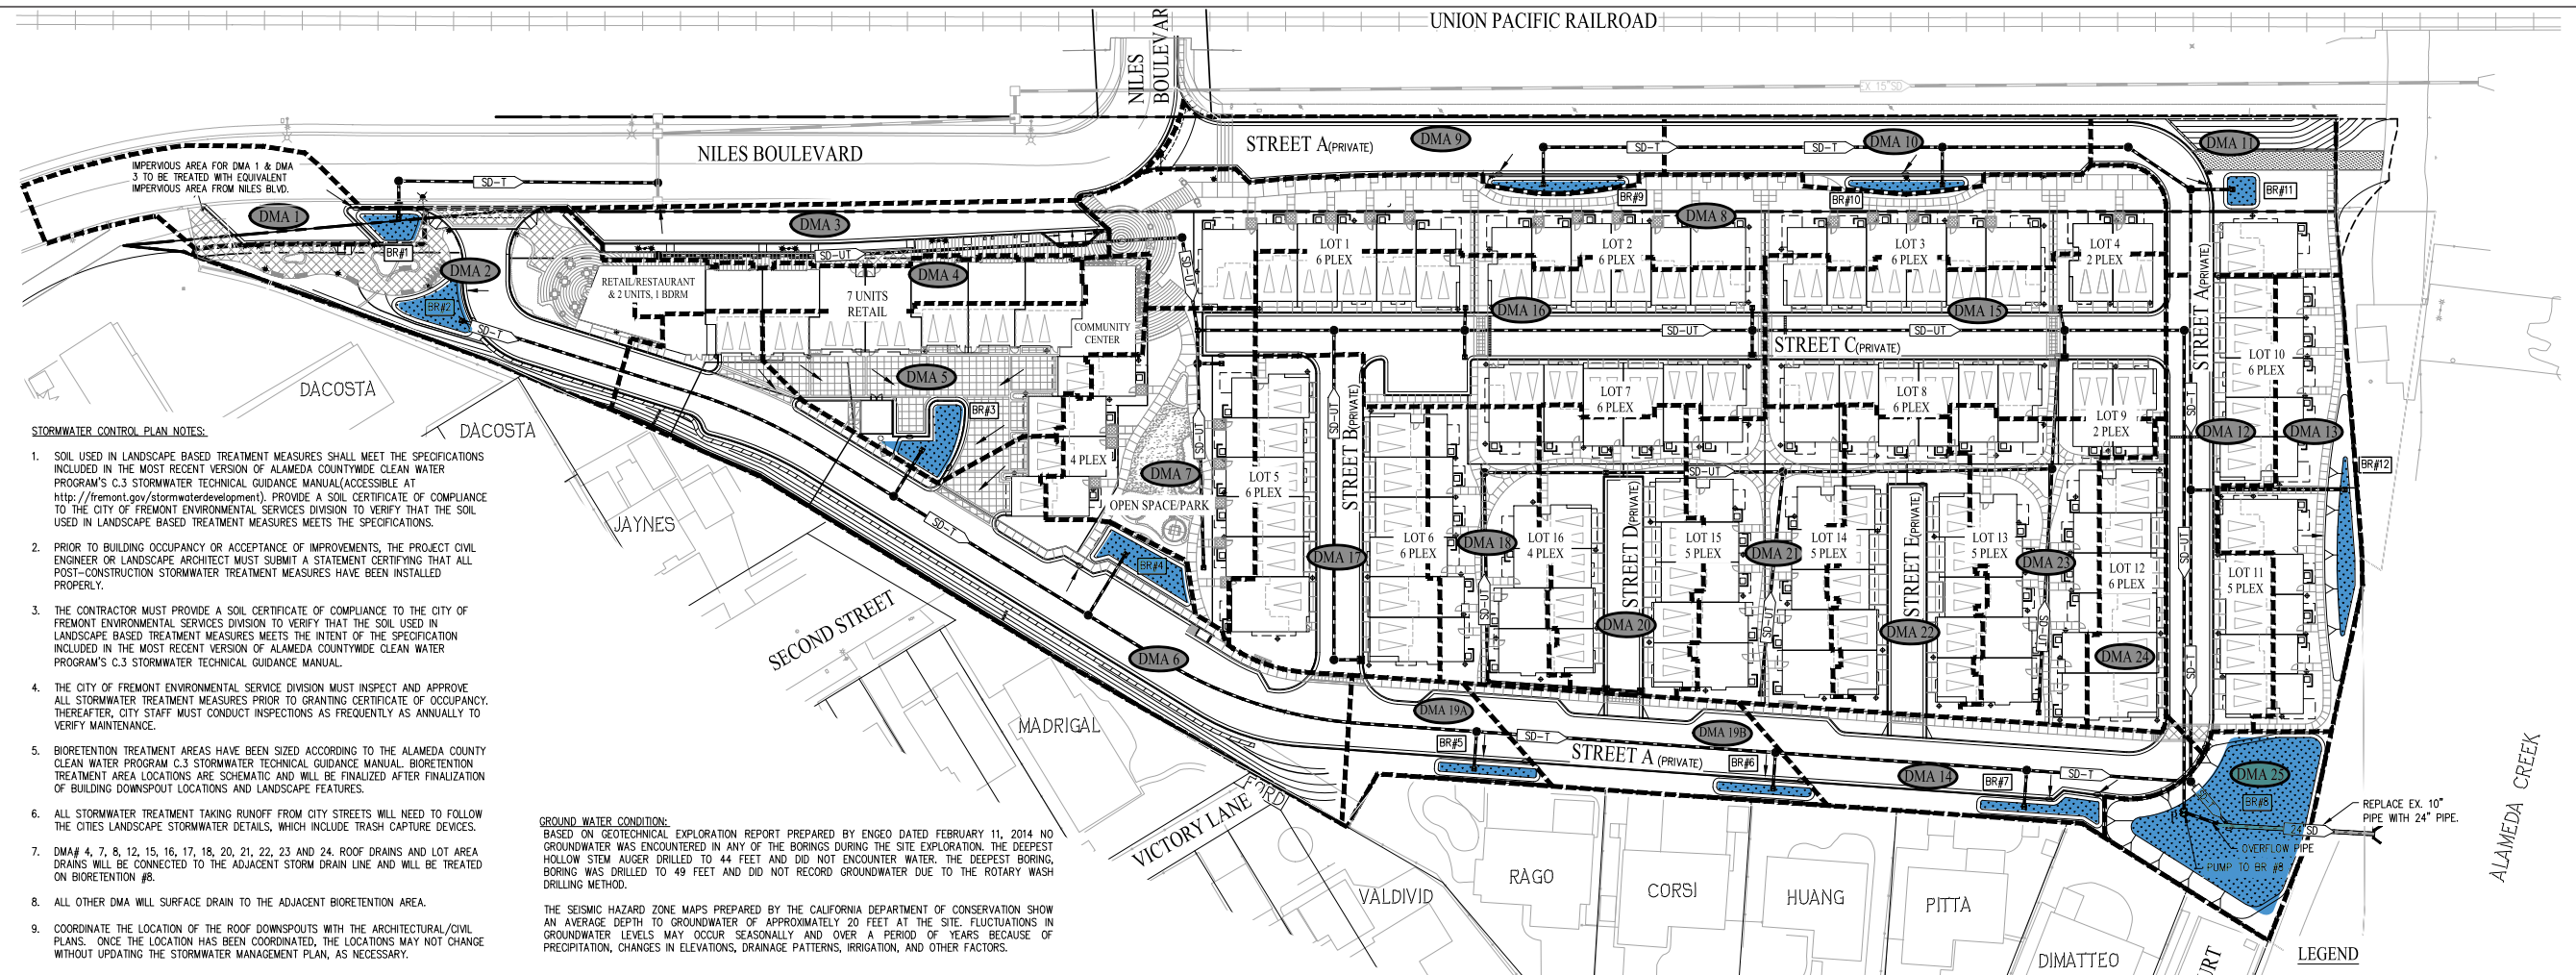 UNION PACIFIC RAILROAD
NILES
BOULEVAR
EX 15"SD
NILES BOULEVARD
STREET A(PRIVATE)
DMA 9
DMA 10
DMA 11
SD-T
SD-T
SD-T
IMPERVIOUS AREA FOR DMA 1 & DMA
3 TO BE TREATED WITH EQUIVALENT
IMPERVIOUS AREA FROM NILES BLVD.
DMA 1
BR#1
DMA 2
BR#2
SD-T
DMA 3
SD-UT
DMA 4
RETAIL/RESTAURANT
& 2 UNITS, 1 BDRM
7 UNITS
RETAIL
COMMUNITY
CENTER
SD-UT
BR#9
DMA 8
BR#10
BR#11
LOT 1
6 PLEX
LOT 2
6 PLEX
LOT 3
6 PLEX
LOT 4
2 PLEX
STREET A(PRIVATE)
DMA 16
DMA 15
SD-UT
SD-UT
STREET C(PRIVATE)
LOT 10
6 PLEX
DMA 5
BR#3
4 PLEX
DMA 7
OPEN SPACE/PARK
SD-UT
LOT 5
6 PLEX
SD-UT
STREET B(PRIVATE)
LOT 7
6 PLEX
LOT 8
6 PLEX
LOT 9
2 PLEX
SD-T
DMA 12
DMA 13
BR#12
SD-UT
DMA 17
LOT 6
6 PLEX
DMA 18
SD-UT
LOT 16
4 PLEX
STREET D(PRIVATE)
DMA 20
LOT 15
5 PLEX
DMA 21
SD-UT
LOT 14
5 PLEX
STREET E(PRIVATE)
DMA 22
LOT 13
5 PLEX
DMA 23
SD-UT
LOT 12
6 PLEX
DMA 24
SD-UT
SD-T
LOT 11
5 PLEX
SD-T
BR#4
DMA 6
DMA 19A
BR#5
SD-T
DMA 19B
STREET A (PRIVATE)
BR#6
DMA 14
BR#7
SD-T
DMA 25
BR#8
24" SD
OVERFLOW PIPE
PUMP TO BR #8
REPLACE EX. 10"
PIPE WITH 24" PIPE.
ALAMEDA CREEK
DACOSTA
DACOSTA
JAYNES
SECOND STREET
MADRIGAL
FORD
VICTORY LANE
VALDIVID
RAGO
CORSI
HUANG
PITTA
DIMATTEO
URT
LEGEND
STORMWATER CONTROL PLAN NOTES:
1. SOIL USED IN LANDSCAPE BASED TREATMENT MEASURES SHALL MEET THE SPECIFICATIONS
INCLUDED IN THE MOST RECENT VERSION OF ALAMEDA COUNTYWIDE CLEAN WATER
PROGRAM'S C.3 STORMWATER TECHNICAL GUIDANCE MANUAL(ACCESSIBLE AT
http: //fremont.gov/stormwaterdevelopment). PROVIDE A SOIL CERTIFICATE OF COMPLIANCE
TO THE CITY OF FREMONT ENVIRONMENTAL SERVICES DIVISION TO VERIFY THAT THE SOIL
USED IN LANDSCAPE BASED TREATMENT MEASURES MEETS THE SPECIFICATIONS.
2. PRIOR TO BUILDING OCCUPANCY OR ACCEPTANCE OF IMPROVEMENTS, THE PROJECT CIVIL
ENGINEER OR LANDSCAPE ARCHITECT MUST SUBMIT A STATEMENT CERTIFYING THAT ALL
POST-CONSTRUCTION STORMWATER TREATMENT MEASURES HAVE BEEN INSTALLED
PROPERLY.
3. THE CONTRACTOR MUST PROVIDE A SOIL CERTIFICATE OF COMPLIANCE TO THE CITY OF
FREMONT ENVIRONMENTAL SERVICES DIVISION TO VERIFY THAT THE SOIL USED IN
LANDSCAPE BASED TREATMENT MEASURES MEETS THE INTENT OF THE SPECIFICATION
INCLUDED IN THE MOST RECENT VERSION OF ALAMEDA COUNTYWIDE CLEAN WATER
PROGRAM'S C.3 STORMWATER TECHNICAL GUIDANCE MANUAL.
4. THE CITY OF FREMONT ENVIRONMENTAL SERVICE DIVISION MUST INSPECT AND APPROVE
ALL STORMWATER TREATMENT MEASURES PRIOR TO GRANTING CERTIFICATE OF OCCUPANCY.
THEREAFTER, CITY STAFF MUST CONDUCT INSPECTIONS AS FREQUENTLY AS ANNUALLY TO
VERIFY MAINTENANCE.
5. BIORETENTION TREATMENT AREAS HAVE BEEN SIZED ACCORDING TO THE ALAMEDA COUNTY
CLEAN WATER PROGRAM C.3 STORMWATER TECHNICAL GUIDANCE MANUAL. BIORETENTION
TREATMENT AREA LOCATIONS ARE SCHEMATIC AND WILL BE FINALIZED AFTER FINALIZATION
OF BUILDING DOWNSPOUT LOCATIONS AND LANDSCAPE FEATURES.
6. ALL STORMWATER TREATMENT TAKING RUNOFF FROM CITY STREETS WILL NEED TO FOLLOW
THE CITIES LANDSCAPE STORMWATER DETAILS, WHICH INCLUDE TRASH CAPTURE DEVICES.
7. DMA# 4, 7, 8, 12, 15, 16, 17, 18, 20, 21, 22, 23 AND 24. ROOF DRAINS AND LOT AREA
DRAINS WILL BE CONNECTED TO THE ADJACENT STORM DRAIN LINE AND WILL BE TREATED
ON BIORETENTION #8.
8. ALL OTHER DMA WILL SURFACE DRAIN TO THE ADJACENT BIORETENTION AREA.
9. COORDINATE THE LOCATION OF THE ROOF DOWNSPOUTS WITH THE ARCHITECTURAL/CIVIL
PLANS. ONCE THE LOCATION HAS BEEN COORDINATED, THE LOCATIONS MAY NOT CHANGE
WITHOUT UPDATING THE STORMWATER MANAGEMENT PLAN, AS NECESSARY.
GROUND WATER CONDITION:
BASED ON GEOTECHNICAL EXPLORATION REPORT PREPARED BY ENGEO DATED FEBRUARY 11, 2014 NO
GROUNDWATER WAS ENCOUNTERED IN ANY OF THE BORINGS DURING THE SITE EXPLORATION. THE DEEPEST
HOLLOW STEM AUGER DRILLED TO 44 FEET AND DID NOT ENCOUNTER WATER. THE DEEPEST BORING,
BORING WAS DRILLED TO 49 FEET AND DID NOT RECORD GROUNDWATER DUE TO THE ROTARY WASH
DRILLING METHOD.
THE SEISMIC HAZARD ZONE MAPS PREPARED BY THE CALIFORNIA DEPARTMENT OF CONSERVATION SHOW
AN AVERAGE DEPTH TO GROUNDWATER OF APPROXIMATELY 20 FEET AT THE SITE. FLUCTUATIONS IN
GROUNDWATER LEVELS MAY OCCUR SEASONALLY AND OVER A PERIOD OF YEARS BECAUSE OF
PRECIPITATION, CHANGES IN ELEVATIONS, DRAINAGE PATTERNS, IRRIGATION, AND OTHER FACTORS.